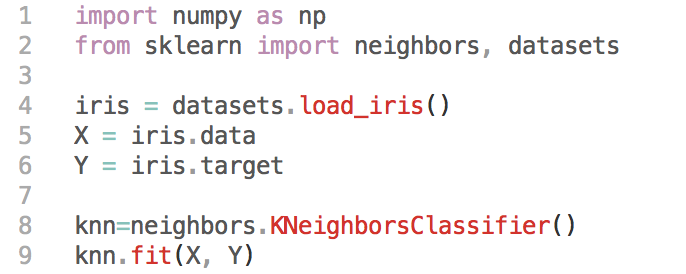 1 import numpy as np
2 from sklearn import neighbors, datasets
3
4 iris = datasets.load_iris()
5 X = iris.data
6 Y = iris.target
7
8 knn=neighbors.KNeighborsClassifier()
9 knn.fit(X, Y)